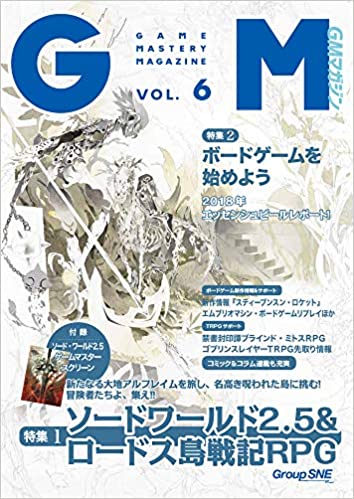 GM
GAME
MASTERY
MAGAZINE
VOL. 6
GMマガジン
特集2
ボードゲームを
始めよう
2018年
エッセンシュピールレポート!
ボードゲーム新作情報&サポート
新作情報『スティーブンスン・ロケット』
エムブリオマシン・ボードゲームリプレイほか
TRPGサポート
禁書封印譚ブラインド・ミトスRPG
ゴブリンスレイヤーTRPG先取り情報
コミック&コラム連載も充実
付録
ソード・ワールド2.5
ゲームマスター
スクリーン
新たなる大地アルフレイムを旅し、名高き呪われた島に挑む!
冒険者たちよ、集え!!
特集1
ソードワールド2.5&
ロードス島戦記RPG
Group SNE